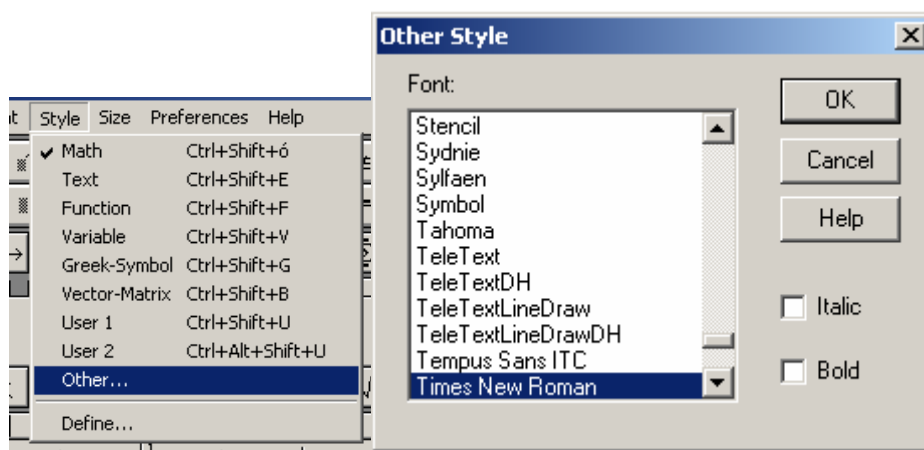 Other Style
Font:
Stencil
Sydnie
Sylfaen
Symbol
Tahoma
TeleText
TeleTextDH
TeleTextLineDraw
TeleTextLineDrawDH
Tempus Sans ITC
Times New Roman
OK
Cancel
Help
Italic
Bold
Style Size Preferences Help
Math Ctrl+Shift+ó
Text Ctrl+Shift+E
Function Ctrl+Shift+F
Variable Ctrl+Shift+V
Greek-Symbol Ctrl+Shift+G
Vector-Matrix Ctrl+Shift+B
User 1 Ctrl+Shift+U
User 2 Ctrl+Alt+Shift+U
Other...
Define...